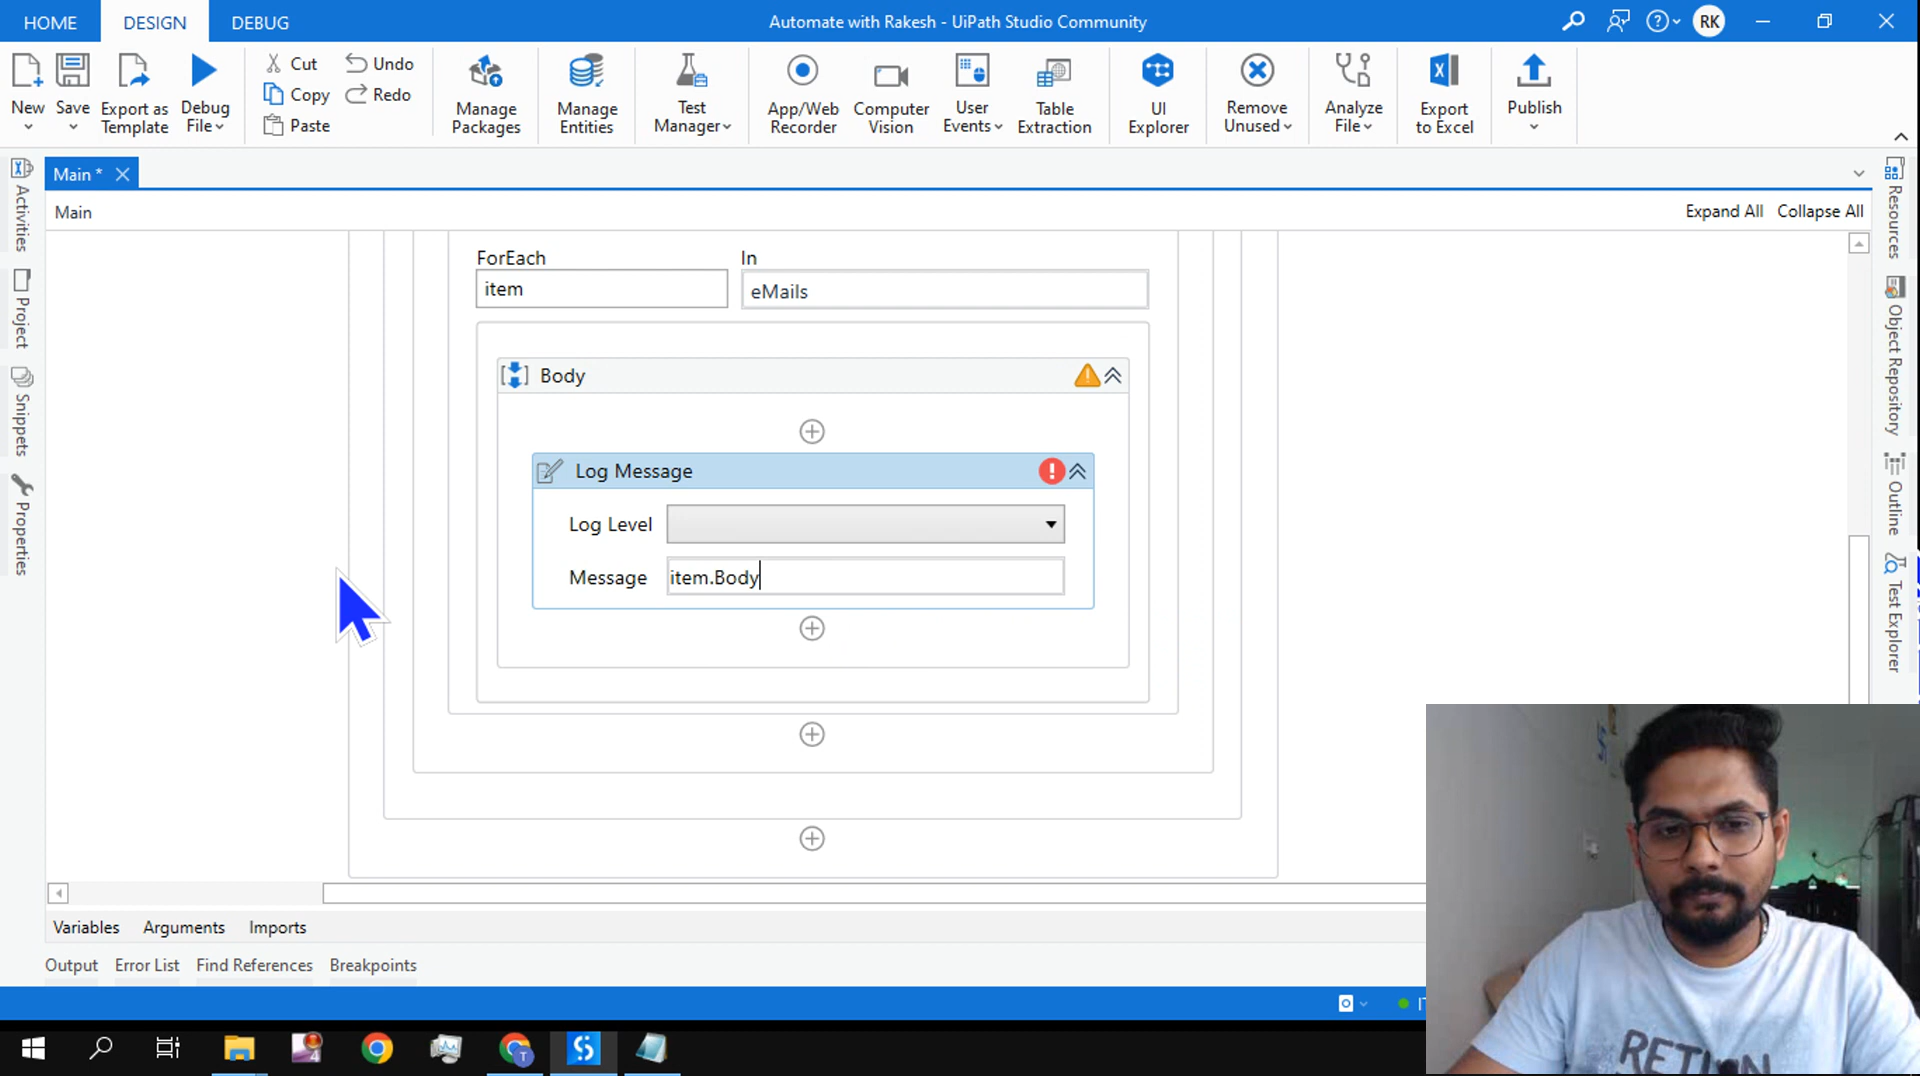 HOME DESIGN DEBUG Automate with Rakesh - UiPath Studio Community RK
New Save Export as Template Debug File Cut Copy Paste Undo Redo Manage Packages Manage Entities Test Manager App/Web Recorder Computer Vision User Events Table Extraction UI Explorer Remove Unused Analyze File Export to Excel Publish
Main *
Main Expand All Collapse All
Activities
Project
Snippets
Properties
ForEach In
item eMails
Body
Log Message
Log Level
Message item.Body
Resources
Object Repository
Outline
Test Explorer
Variables Arguments Imports
Output Error List Find References Breakpoints